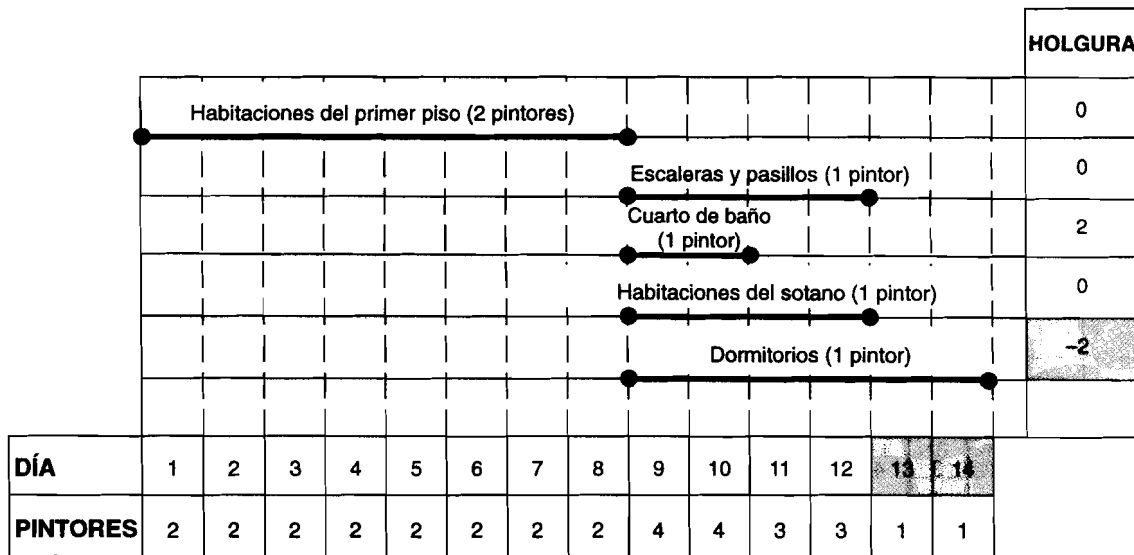 HOLGURA
Habitaciones del primer piso (2 pintores)
0
Escaleras y pasillos (1 pintor)
0
Cuarto de baño
(1 pintor)
2
Habitaciones del sotano (1 pintor)
0
Dormitorios (1 pintor)
–2
DÍA 1 2 3 4 5 6 7 8 9 10 11 12 13 14
PINTORES 2 2 2 2 2 2 2 2 4 4 3 3 1 1